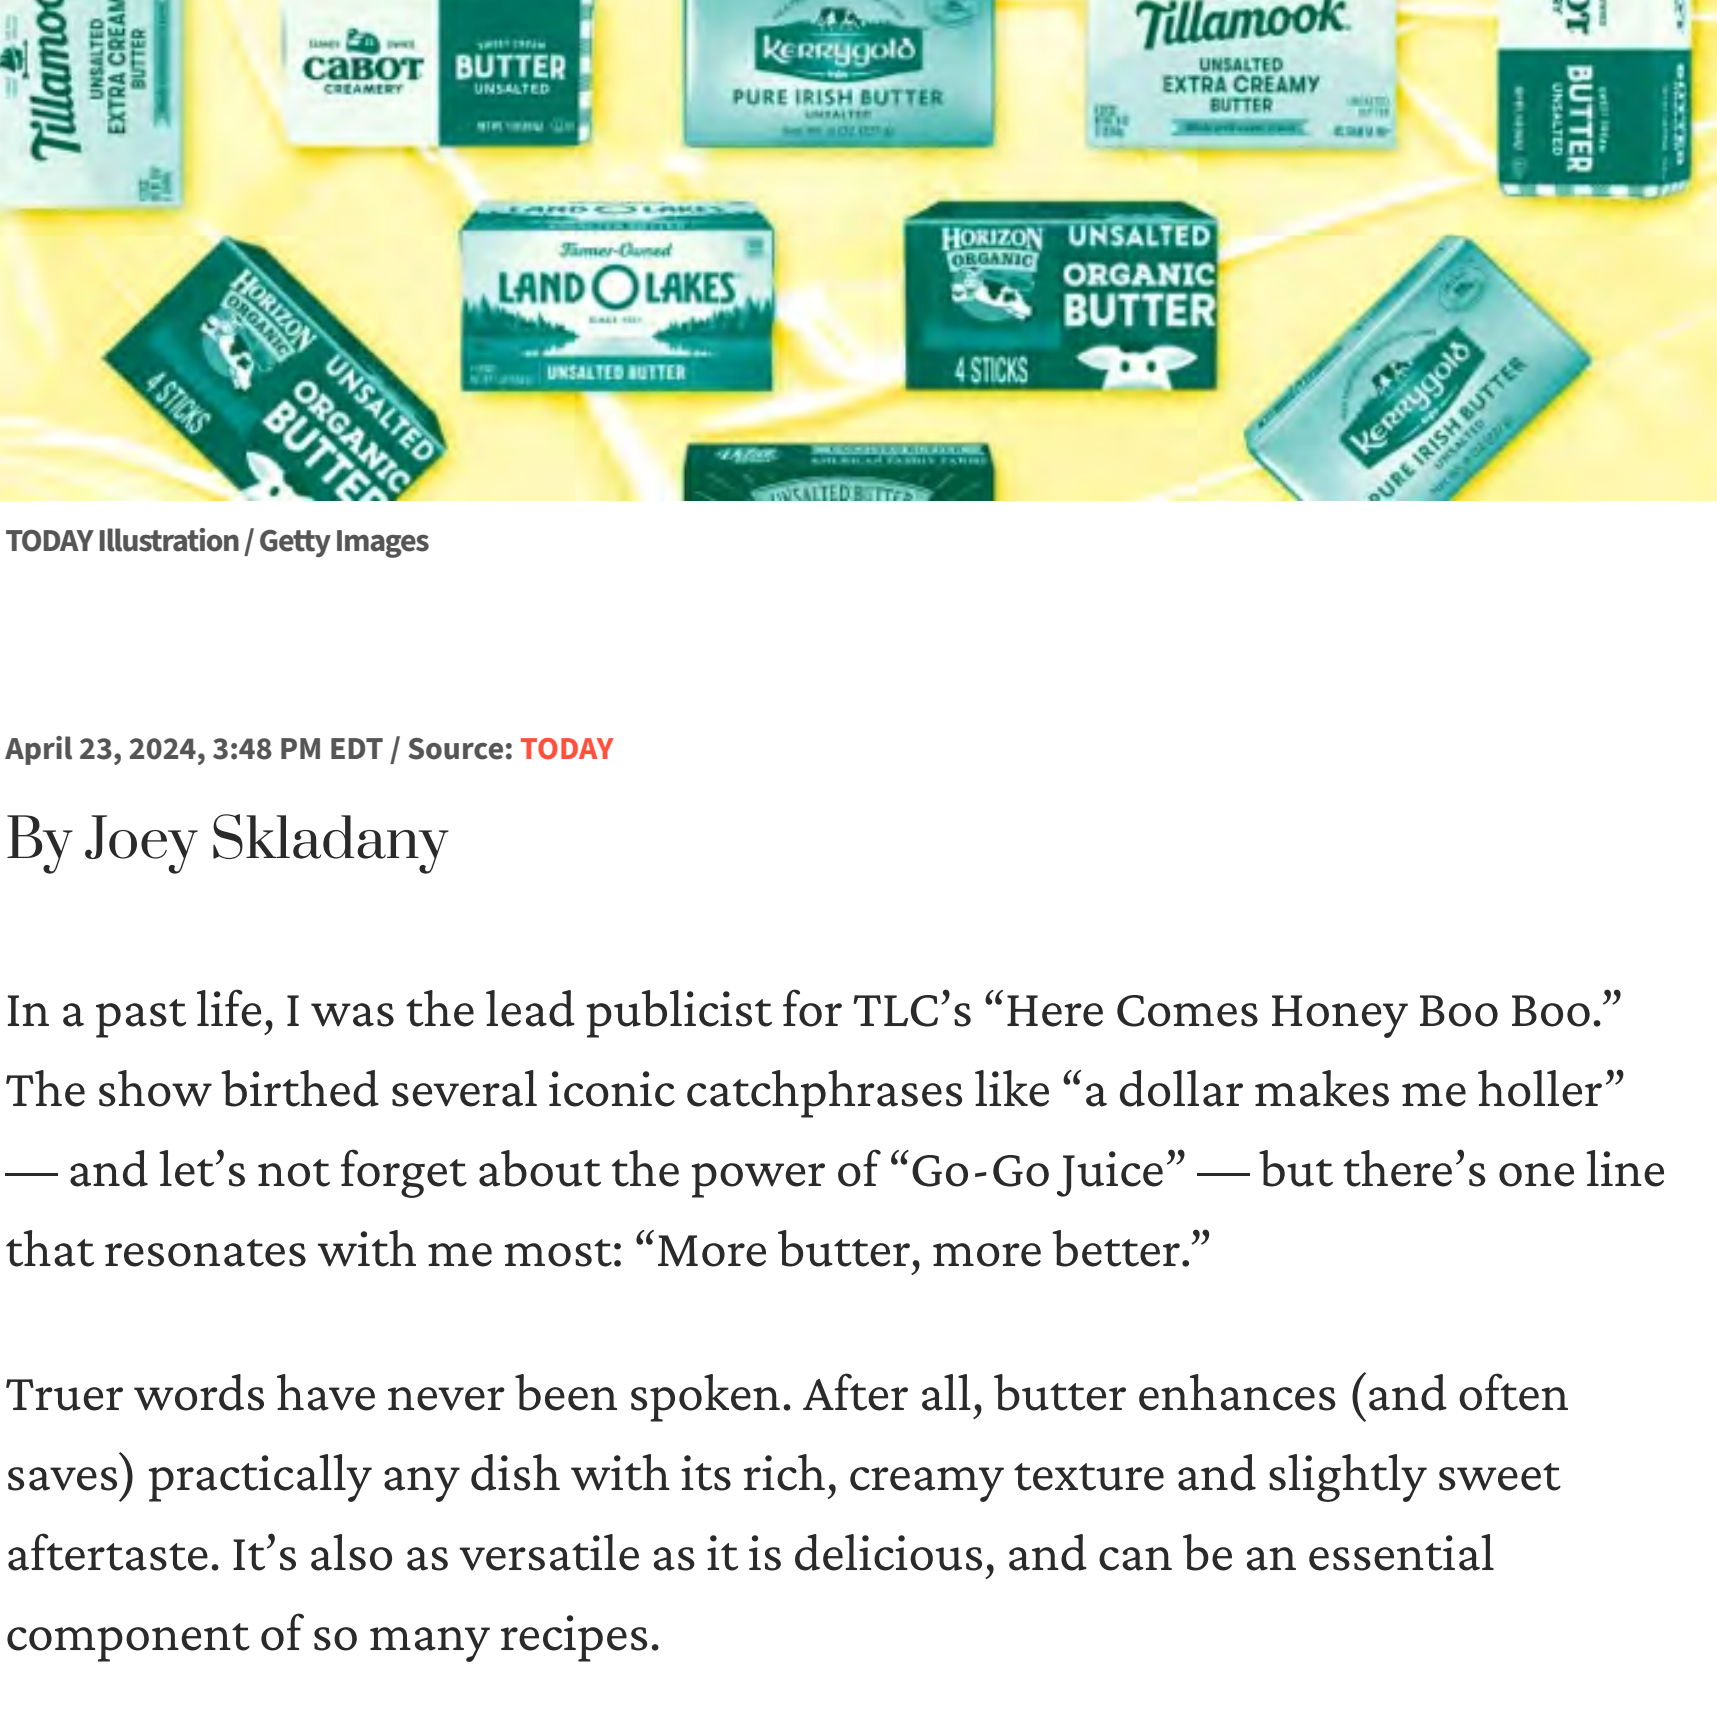 Tillamoo
UNSALTED
EXTRA CREAM
BUTTER
CABOT
CREAMERY
SWEET CREAM
BUTTER
UNSALTED
Kerrygold
PURE IRISH BUTTER
UNSALTED
Tillamook
UNSALTED
EXTRA CREAMY
BUTTER
OT
BUTTER
UNSALTED
HORIZON
ORGANIC
UNSALTED
ORGANIC
BUTTER
4 STICKS
LAND O LAKES
Farmer-Owned
LAND O LAKES
UNSALTED BUTTER
HORIZON
ORGANIC
UNSALTED
ORGANIC
BUTTER
4 STICKS
Kerrygold
PURE IRISH BUTTER
UNSALTED
UNSALTED BUTTER
TODAY Illustration / Getty Images
April 23, 2024, 3:48 PM EDT / Source: TODAY
By Joey Skladany
In a past life, I was the lead publicist for TLC’s “Here Comes Honey Boo Boo.”
The show birthed several iconic catchphrases like “a dollar makes me holler”
— and let’s not forget about the power of “Go-Go Juice” — but there’s one line
that resonates with me most: “More butter, more better.”
Truer words have never been spoken. After all, butter enhances (and often
saves) practically any dish with its rich, creamy texture and slightly sweet
aftertaste. It’s also as versatile as it is delicious, and can be an essential
component of so many recipes.